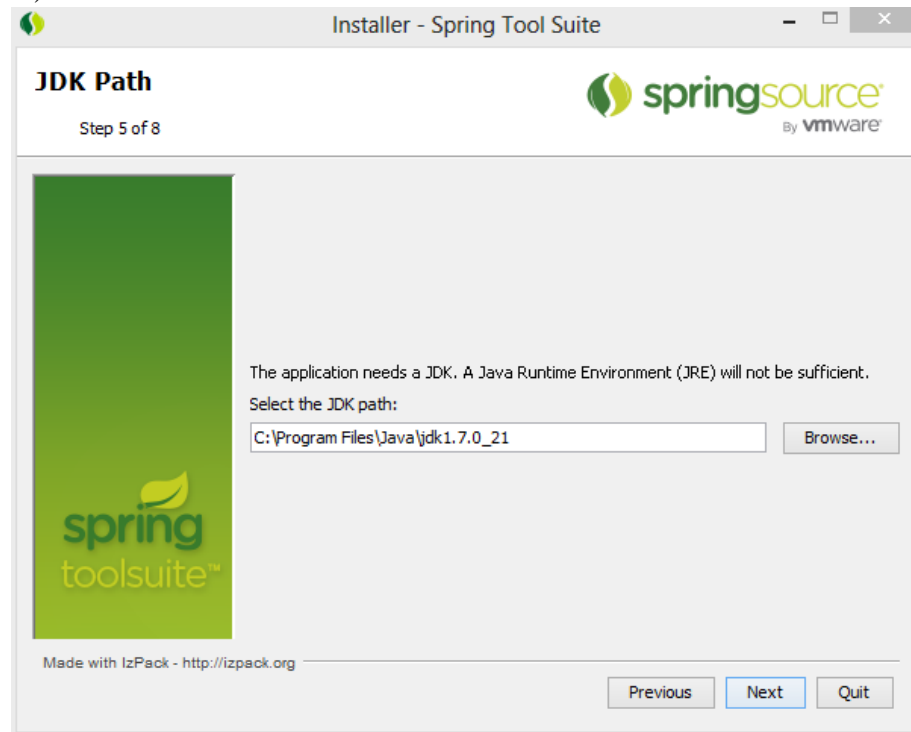 Installer - Spring Tool Suite
JDK Path
Step 5 of 8
springsource
By vmware
The application needs a JDK. A Java Runtime Environment (JRE) will not be sufficient.
Select the JDK path:
C:\Program Files\Java\jdk1.7.0_21
Browse...
spring
toolsuite™
Made with IzPack - http://izpack.org
Previous
Next
Quit